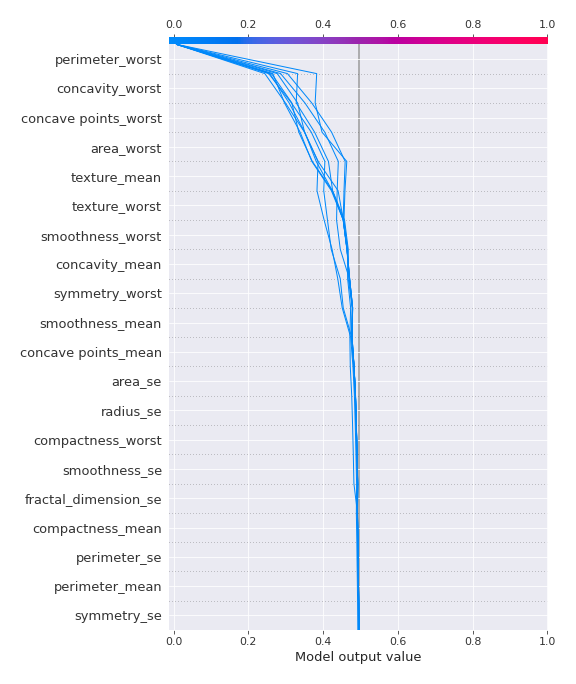 0.0 0.2 0.4 0.6 0.8 1.0
perimeter_worst
concavity_worst
concave points_worst
area_worst
texture_mean
texture_worst
smoothness_worst
concavity_mean
symmetry_worst
smoothness_mean
concave points_mean
area_se
radius_se
compactness_worst
smoothness_se
fractal_dimension_se
compactness_mean
perimeter_se
perimeter_mean
symmetry_se
0.0 0.2 0.4 0.6 0.8 1.0
Model output value